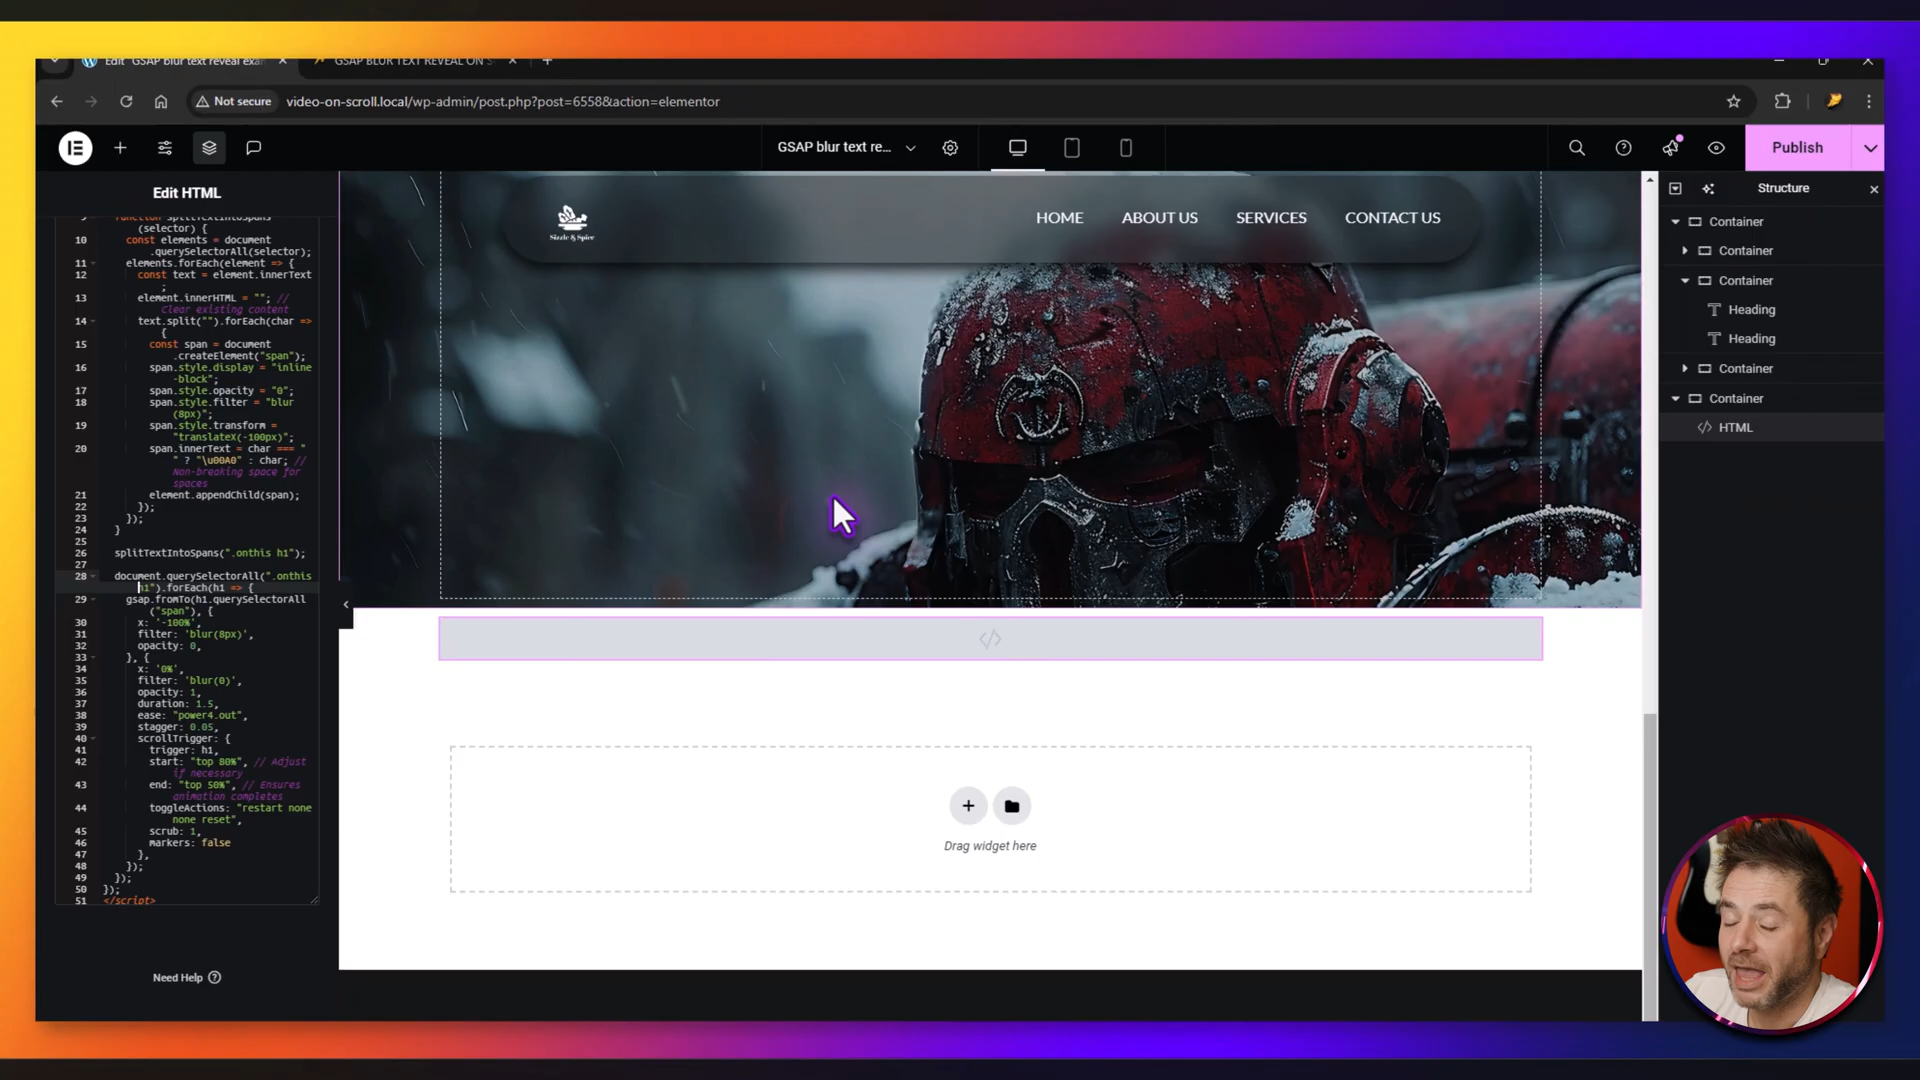 Edit "GSAP blur text reveal exa
GSAP BLUR TEXT REVEAL ON S
Not secure
video-on-scroll.local/wp-admin/post.php?post=6558&action=elementor
GSAP blur text re...
Publish
Edit HTML
9 function splitTextIntoSpans
(selector) {
10 const elements = document
.querySelectorAll(selector);
11 elements.forEach(element => {
12 const text = element.innerText
;
13 element.innerHTML = ""; //
Clear existing content
14 text.split("").forEach(char =>
{
15 const span = document
.createElement("span");
16 span.style.display = "inline
-block";
17 span.style.opacity = "0";
18 span.style.filter = "blur
(8px)";
19 span.style.transform =
"translateX(-100px)";
20 span.innerText = char === "
" ? "\u00A0" : char; //
Non-breaking space for
spaces
21 element.appendChild(span);
22 });
23 });
24 }
25
26 splitTextIntoSpans(".onthis h1");
27
28 document.querySelectorAll(".onthis
h1").forEach(h1 => {
29 gsap.fromTo(h1.querySelectorAll
("span"), {
30 x: '-100%',
31 filter: 'blur(8px)',
32 opacity: 0,
33 }, {
34 x: '0%',
35 filter: 'blur(0)',
36 opacity: 1,
37 duration: 1.5,
38 ease: "power4.out",
39 stagger: 0.05,
40 scrollTrigger: {
41 trigger: h1,
42 start: "top 80%", // Adjust
if necessary
43 end: "top 50%", // Ensures
animation completes
44 toggleActions: "restart none
none reset",
45 scrub: 1,
46 markers: false
47 },
48 });
49 });
50 });
51 </script>
Need Help
Sizzle & Spice
HOME
ABOUT US
SERVICES
CONTACT US
Drag widget here
Structure
Container
Container
Container
Heading
Heading
Container
Container
HTML